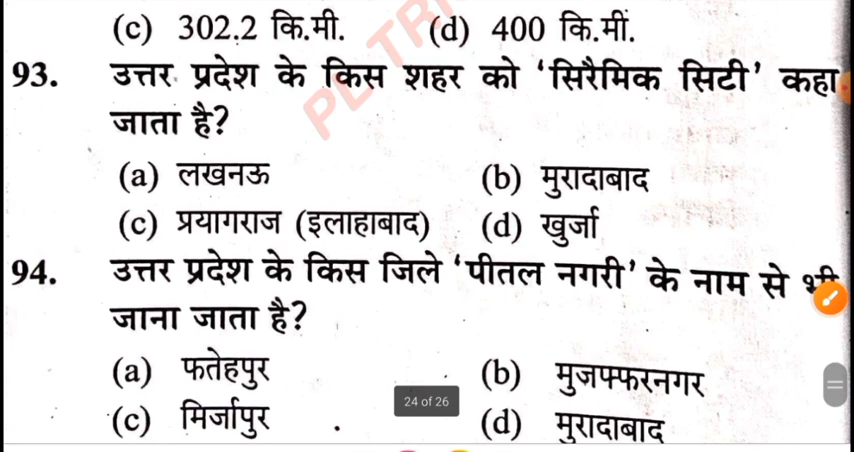 (c) 302.2 कि.मी. (d) 400 कि.मीं.
93. उत्तर प्रदेश के किस शहर को ‘सिरैमिक सिटी’ कहा
जाता है?
(a) लखनऊ (b) मुरादाबाद
(c) प्रयागराज (इलाहाबाद) (d) खुर्जा
94. उत्तर प्रदेश के किस जिले ‘पीतल नगरी’ के नाम से भी
जाना जाता है?
(a) फतेहपुर (b) मुजफ्फरनगर
24 of 26
(c) मिर्जापुर (d) मुरादाबाद